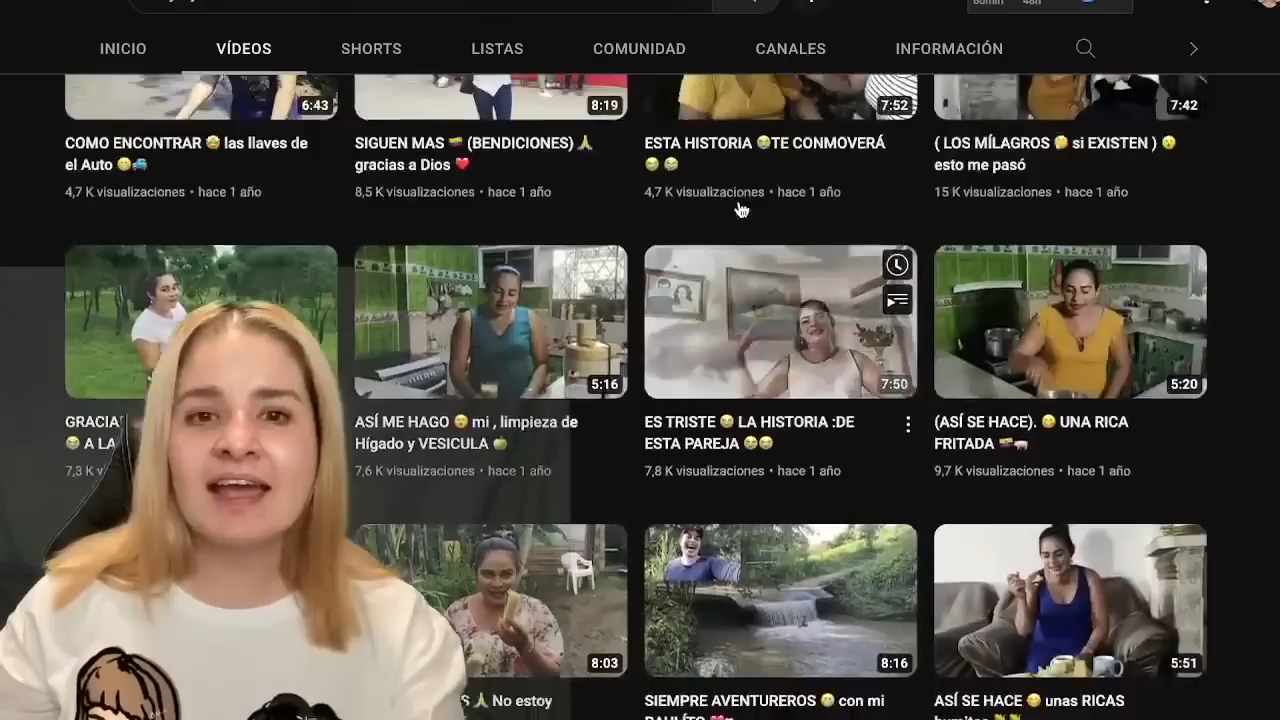 INICIO VÍDEOS SHORTS LISTAS COMUNIDAD CANALES INFORMACIÓN
6:43 8:19 7:52 7:42
COMO ENCONTRAR 🤩 las llaves de
el Auto 😁🚙
4,7 K visualizaciones • hace 1 año
SIGUEN MAS 🇪🇨 (BENDICIONES) 🙏
gracias a Dios ❤️
8,5 K visualizaciones • hace 1 año
ESTA HISTORIA 😭TE CONMOVERÁ
😭 😭
4,7 K visualizaciones • hace 1 año
( LOS MÍLAGROS 🤔 si EXISTEN ) 😯
esto me pasó
15 K visualizaciones • hace 1 año
5:16 7:50 5:20
GRACIA
😭 A LA
7,3 K v
ASÍ ME HAGO 😯 mi , limpieza de
Hígado y VESICULA 🍏
7,6 K visualizaciones • hace 1 año
ES TRISTE 😭 LA HISTORIA :DE
ESTA PAREJA 😭😭
7,8 K visualizaciones • hace 1 año
(ASÍ SE HACE). 😋 UNA RICA
FRITADA 🇪🇨🐖
9,7 K visualizaciones • hace 1 año
8:03 8:16 5:51
S 🙏 No estoy
SIEMPRE AVENTUREROS 😁 con mi
ASÍ SE HACE 😋 unas RICAS